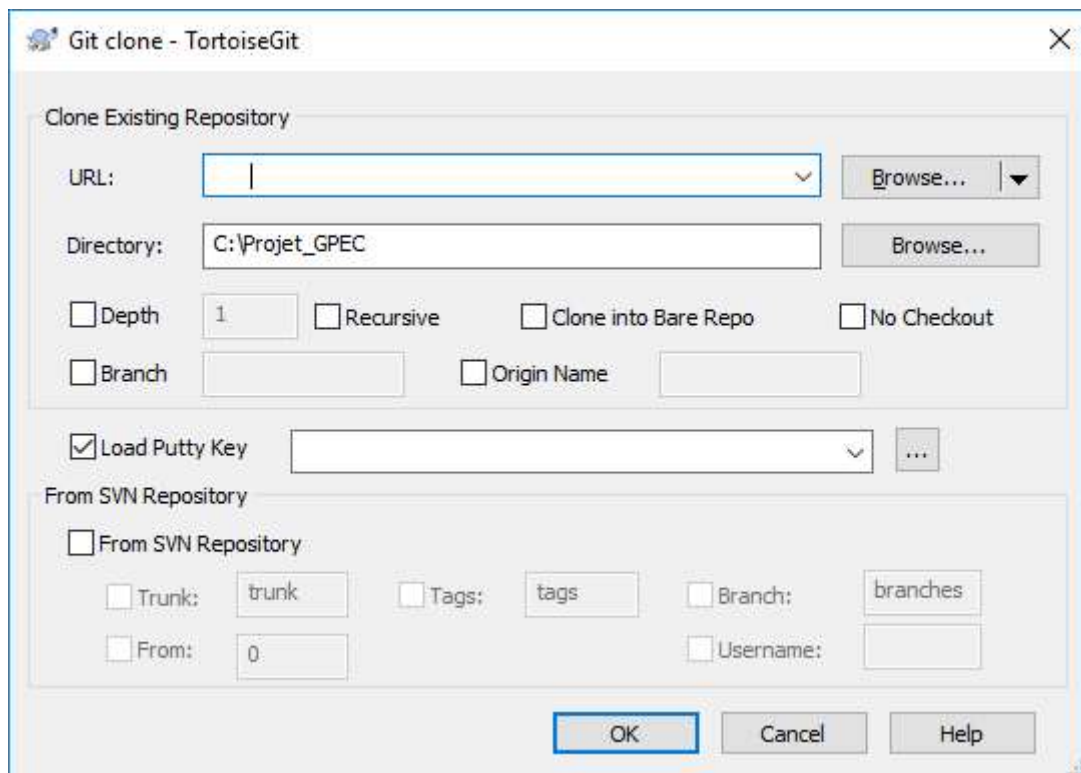 Git clone - TortoiseGit
Clone Existing Repository
URL: Browse...
Directory: C:\Projet_GPEC Browse...
Depth 1 Recursive Clone into Bare Repo No Checkout
Branch Origin Name
Load Putty Key ...
From SVN Repository
From SVN Repository
Trunk: trunk Tags: tags Branch: branches
From: 0 Username:
OK Cancel Help